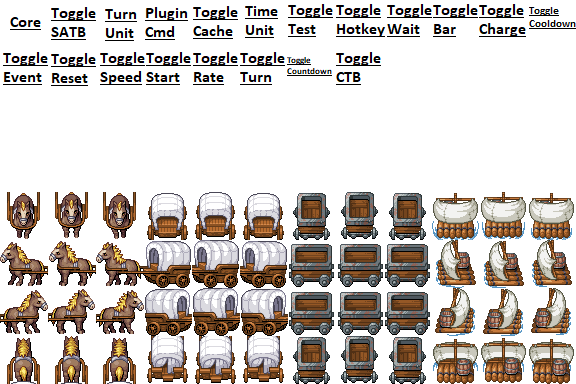 Core Toggle SATB Turn Unit Plugin Cmd Toggle Cache Time Unit Toggle Test Toggle Hotkey Toggle Wait Toggle Bar Toggle Charge Toggle Cooldown
Toggle Event Toggle Reset Toggle Speed Toggle Start Toggle Rate Toggle Turn Toggle Countdown Toggle CTB